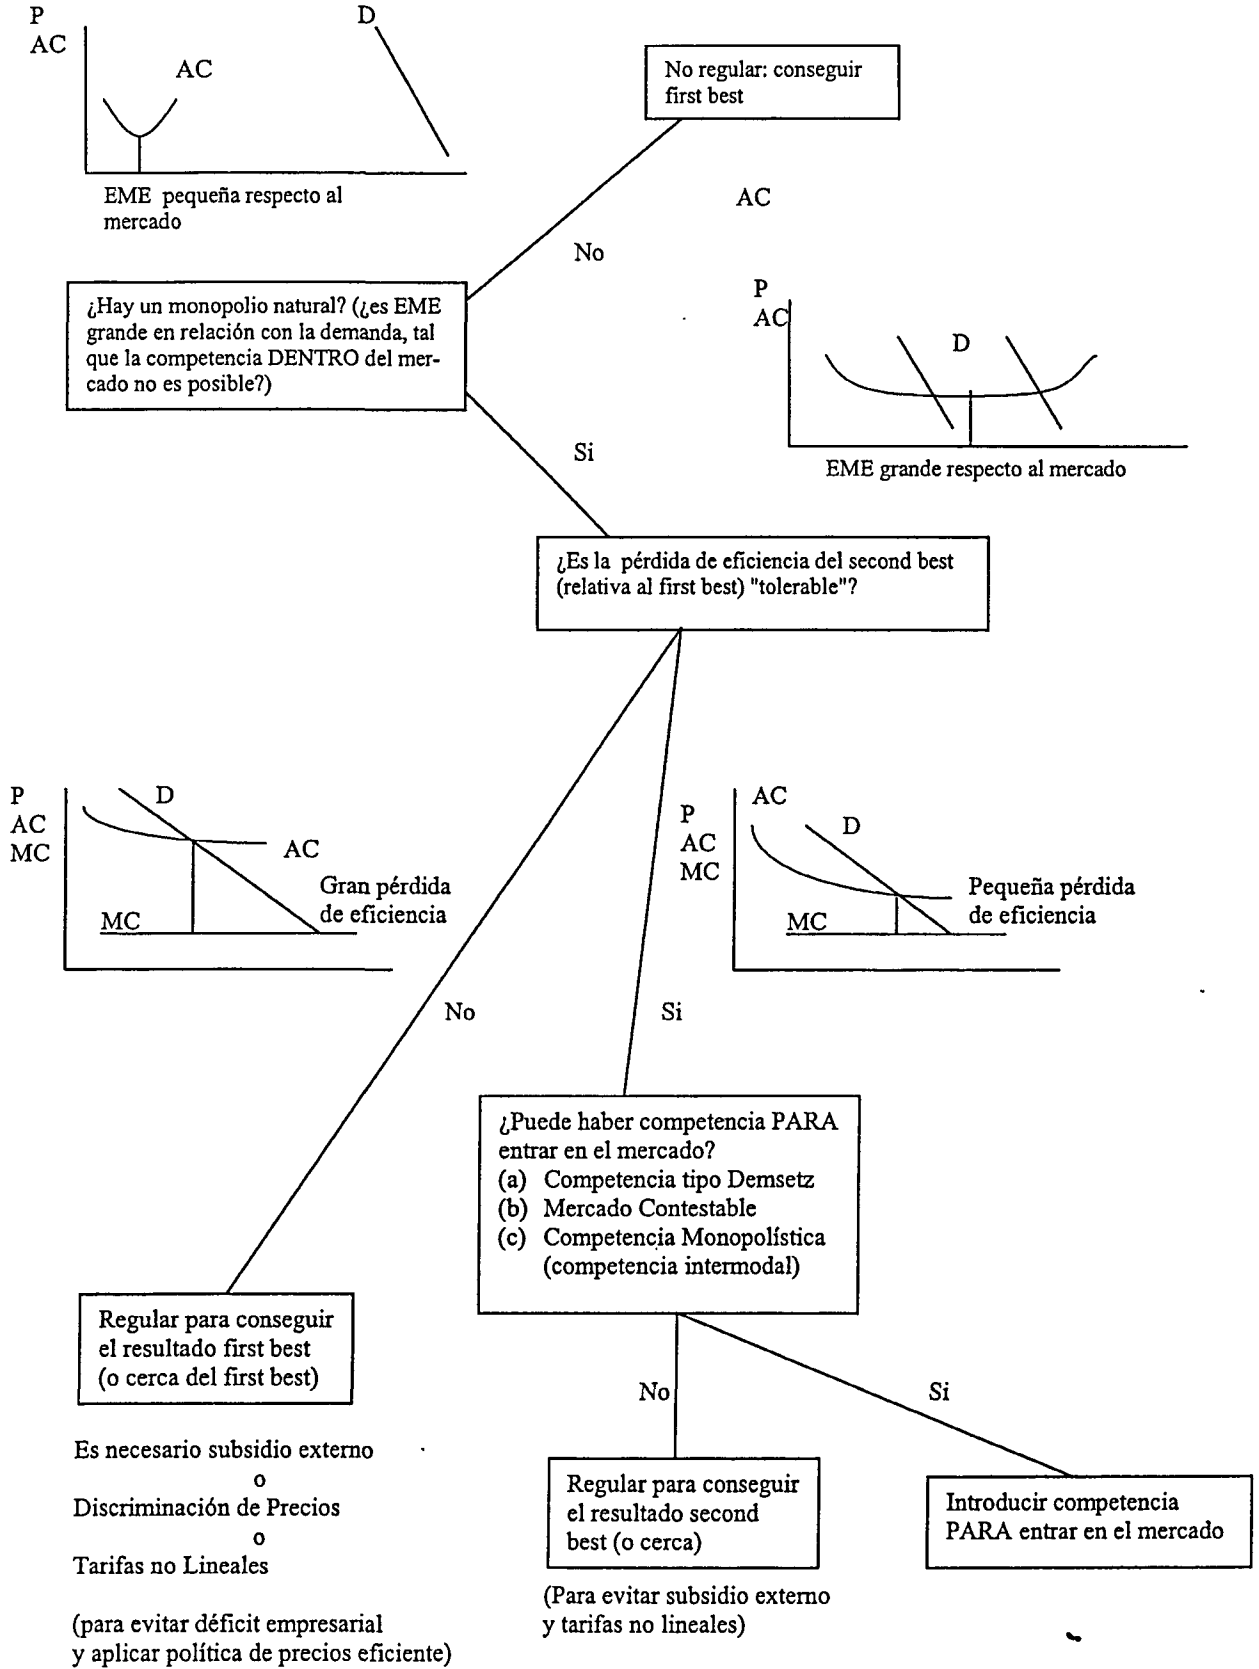 P
AC
D
AC
EME pequeña respecto al
mercado
No regular: conseguir
first best
AC
No
¿Hay un monopolio natural? (¿es EME
grande en relación con la demanda, tal
que la competencia DENTRO del mer-
cado no es posible?)
P
AC
D
EME grande respecto al mercado
Si
¿Es la pérdida de eficiencia del second best
(relativa al first best) "tolerable"?
P
AC
MC
D
AC
Gran pérdida
de eficiencia
MC
P
AC
MC
AC
D
Pequeña pérdida
de eficiencia
MC
No
Si
¿Puede haber competencia PARA
entrar en el mercado?
(a) Competencia tipo Demsetz
(b) Mercado Contestable
(c) Competencia Monopolística
(competencia intermodal)
Regular para conseguir
el resultado first best
(o cerca del first best)
Es necesario subsidio externo
o
Discriminación de Precios
o
Tarifas no Lineales
(para evitar déficit empresarial
y aplicar política de precios eficiente)
No
Si
Regular para conseguir
el resultado second
best (o cerca)
(Para evitar subsidio externo
y tarifas no lineales)
Introducir competencia
PARA entrar en el mercado